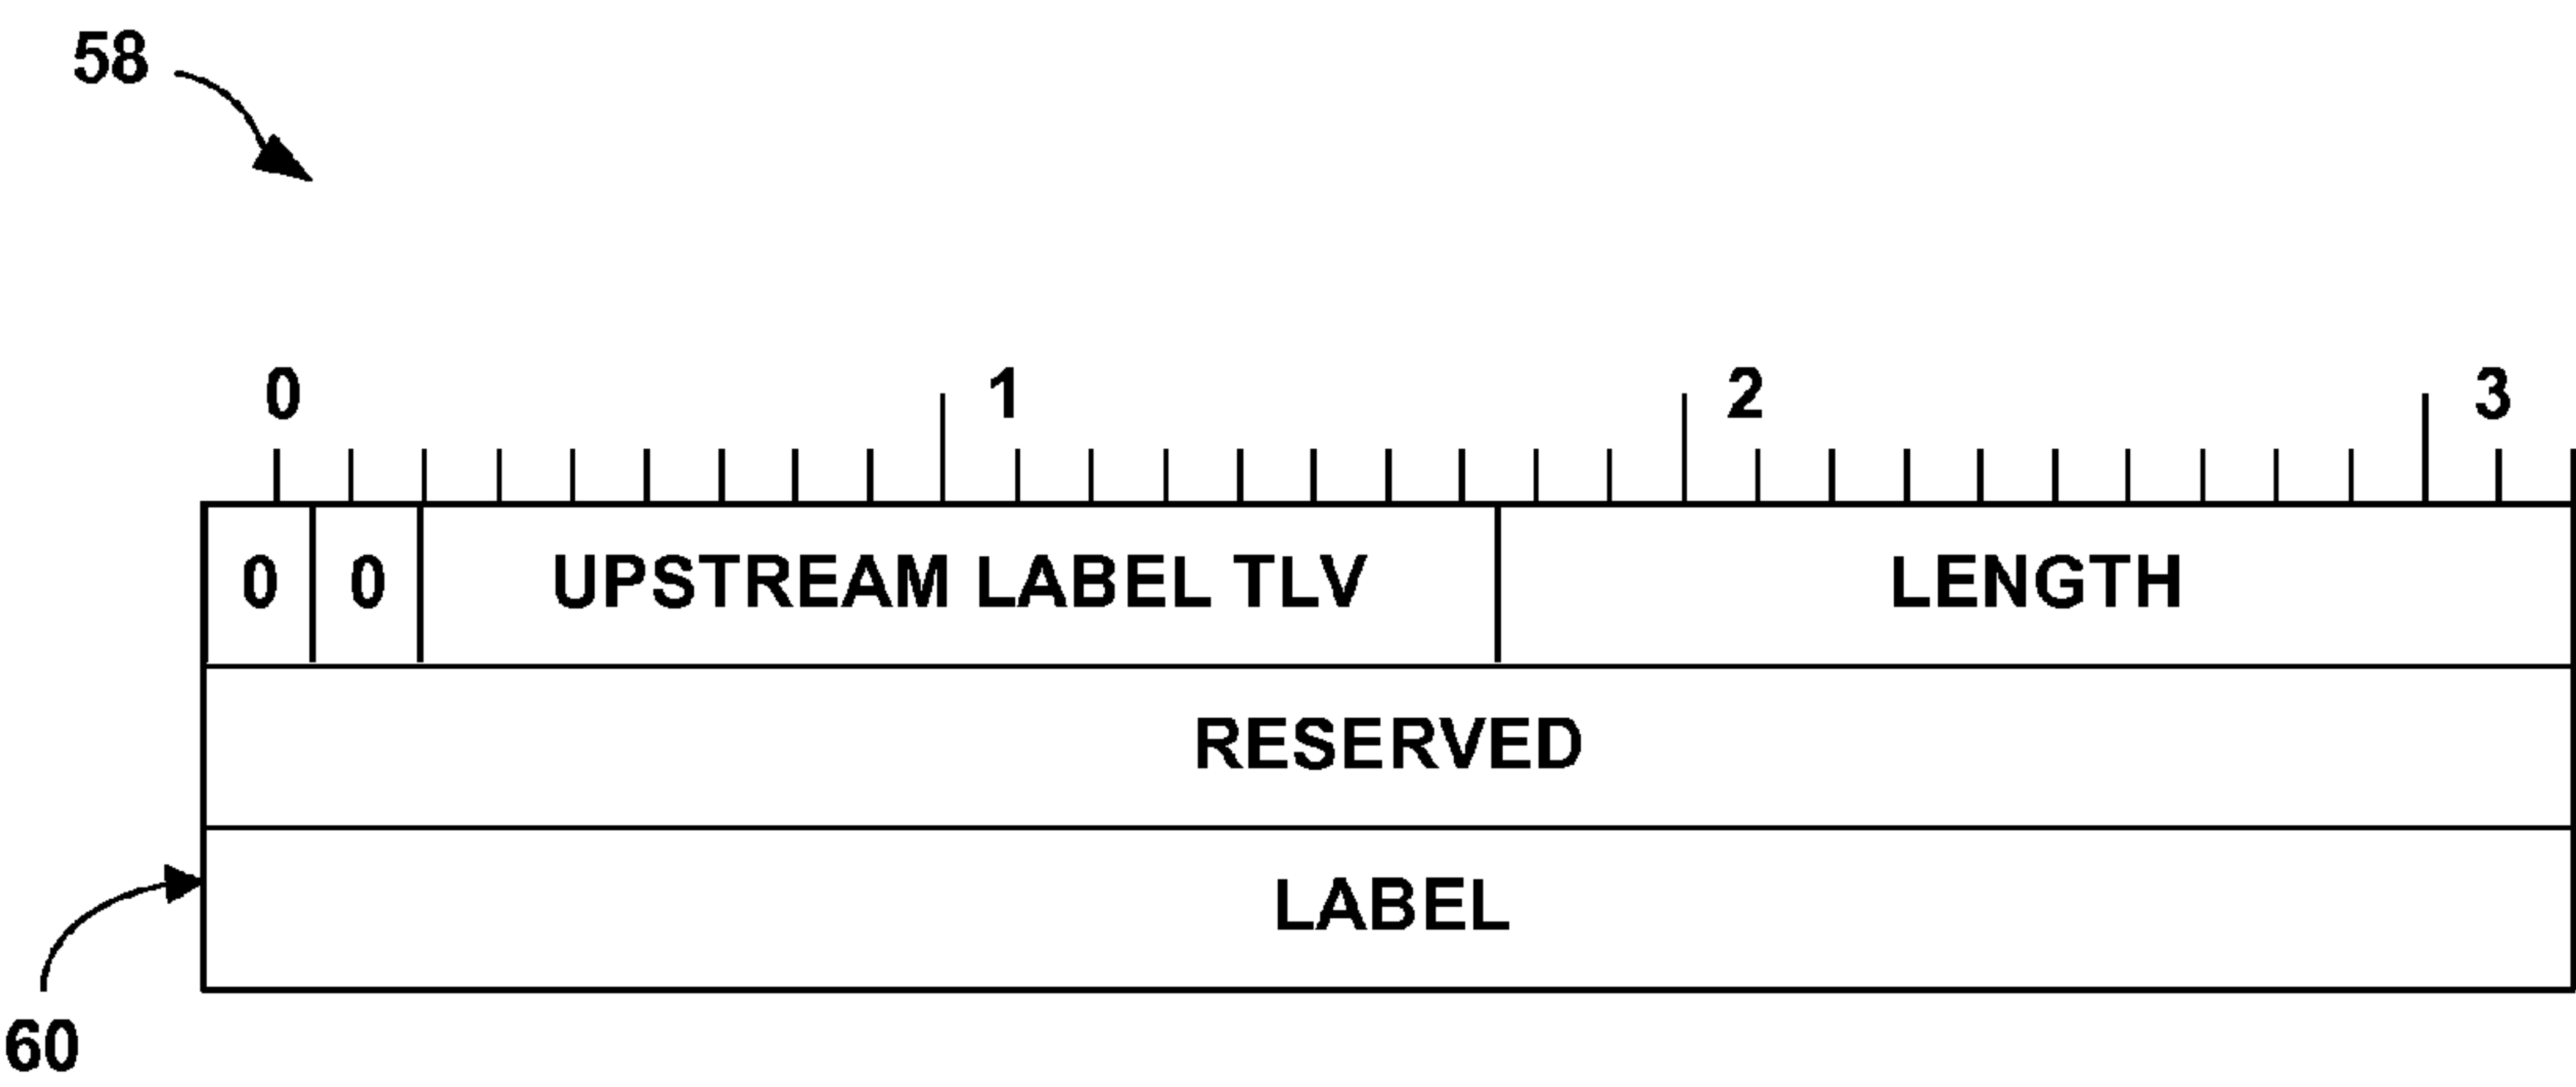 58
0 1 2 3
0 0 UPSTREAM LABEL TLV LENGTH
RESERVED
LABEL
60